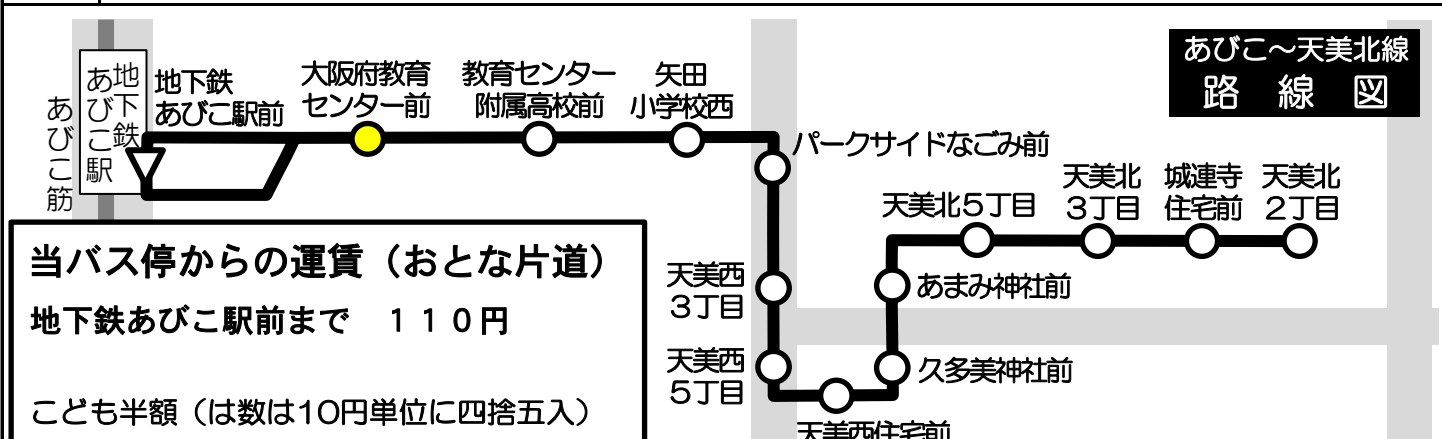 あびこ～天美北線
路線図
あびこ筋
地下鉄
あびこ駅
地下鉄
あびこ駅前
大阪府教育
センター前
教育センター
附属高校前
矢田
小学校西
パークサイドなごみ前
天美西
3丁目
天美西
5丁目
天美西住宅前
久多美神社前
あまみ神社前
天美北5丁目
天美北
3丁目
城連寺
住宅前
天美北
2丁目
当バス停からの運賃（おとな片道）
地下鉄あびこ駅前まで　１１０円
こども半額（は数は10円単位に四捨五入）